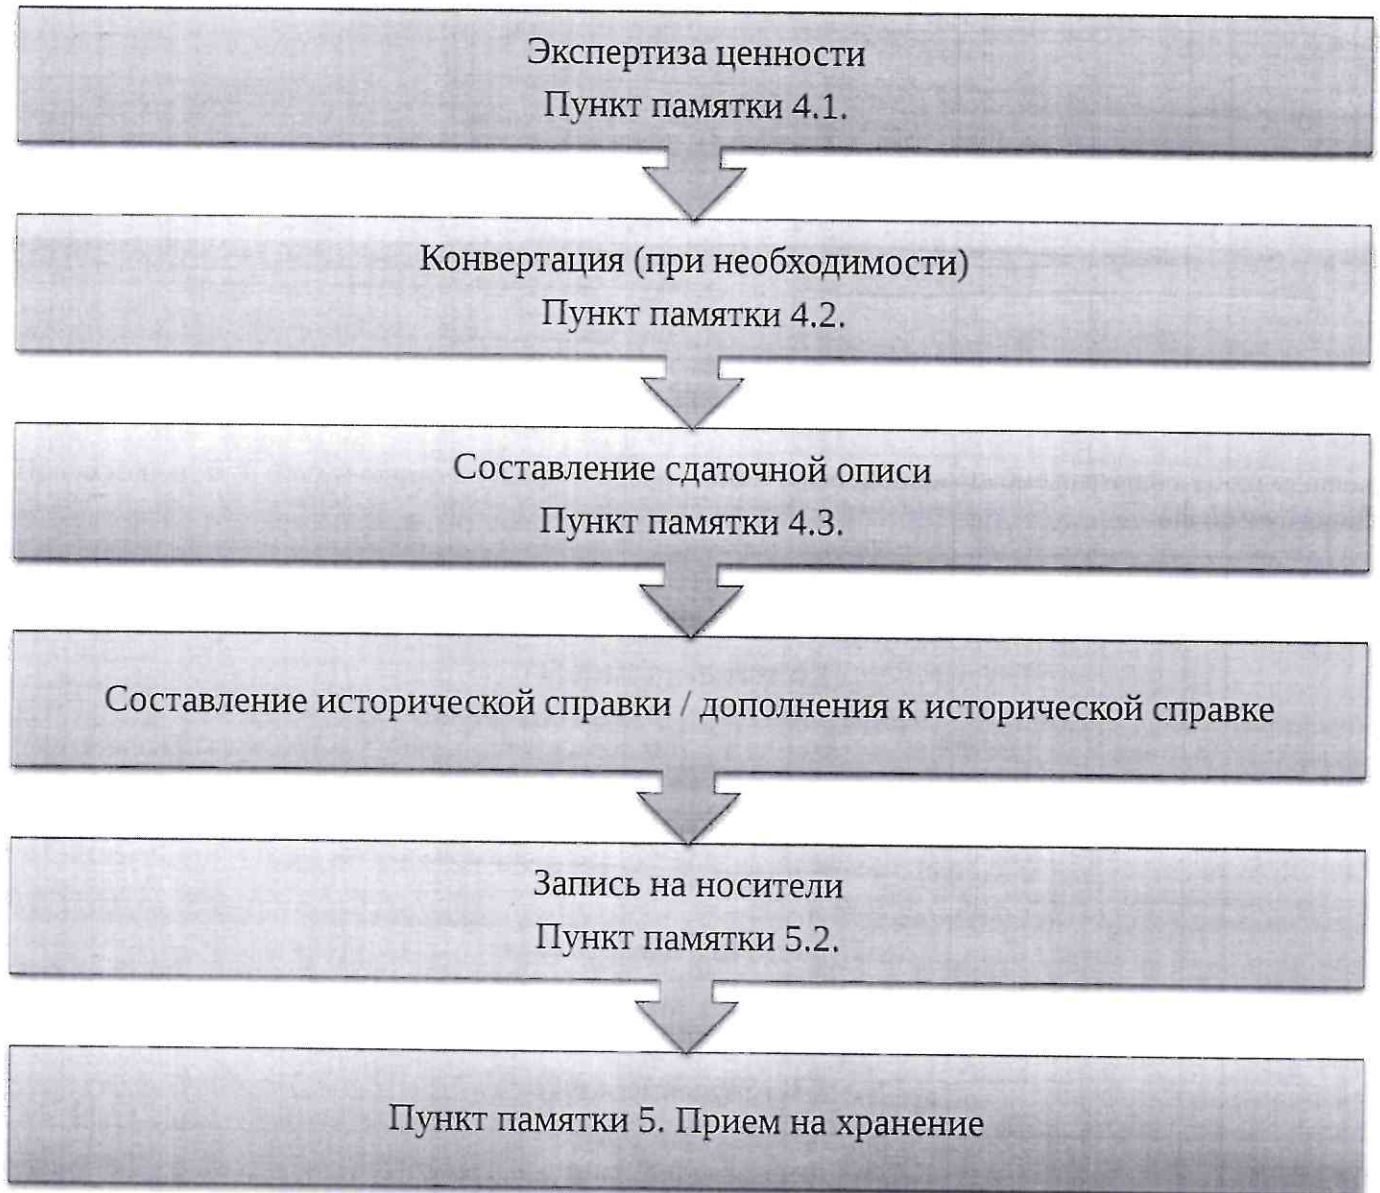 Экспертиза ценности
Пункт памятки 4.1.
Конвертация (при необходимости)
Пункт памятки 4.2.
Составление сдаточной описи
Пункт памятки 4.3.
Составление исторической справки / дополнения к исторической справке
Запись на носители
Пункт памятки 5.2.
Пункт памятки 5. Прием на хранение